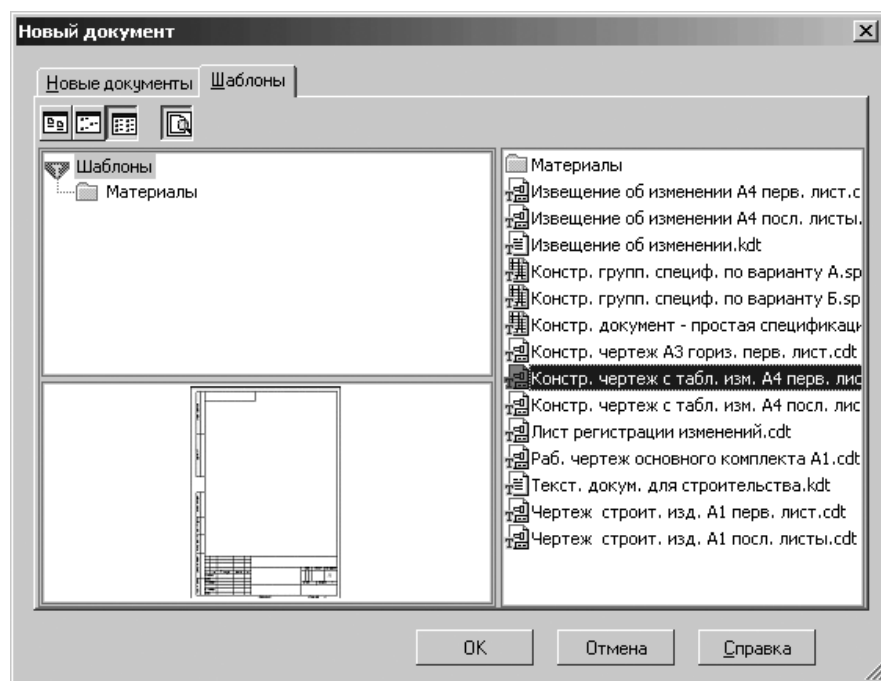 Новый документ
Новые документы Шаблоны
Шаблоны
Материалы
Материалы
Извещение об изменении А4 перв. лист.c
Извещение об изменении А4 посл. листы.
Извещение об изменении.kdt
Констр. групп. специф. по варианту А.sp
Констр. групп. специф. по варианту Б.sp
Констр. документ - простая спецификаци
Констр. чертеж А3 гориз. перв. лист.cdt
Констр. чертеж с табл. изм. А4 перв. лис
Констр. чертеж с табл. изм. А4 посл. лис
Лист регистрации изменений.cdt
Раб. чертеж основного комплекта А1.cdt
Текст. докум. для строительства.kdt
Чертеж строит. изд. А1 перв. лист.cdt
Чертеж строит. изд. А1 посл. листы.cdt
OK Отмена Справка